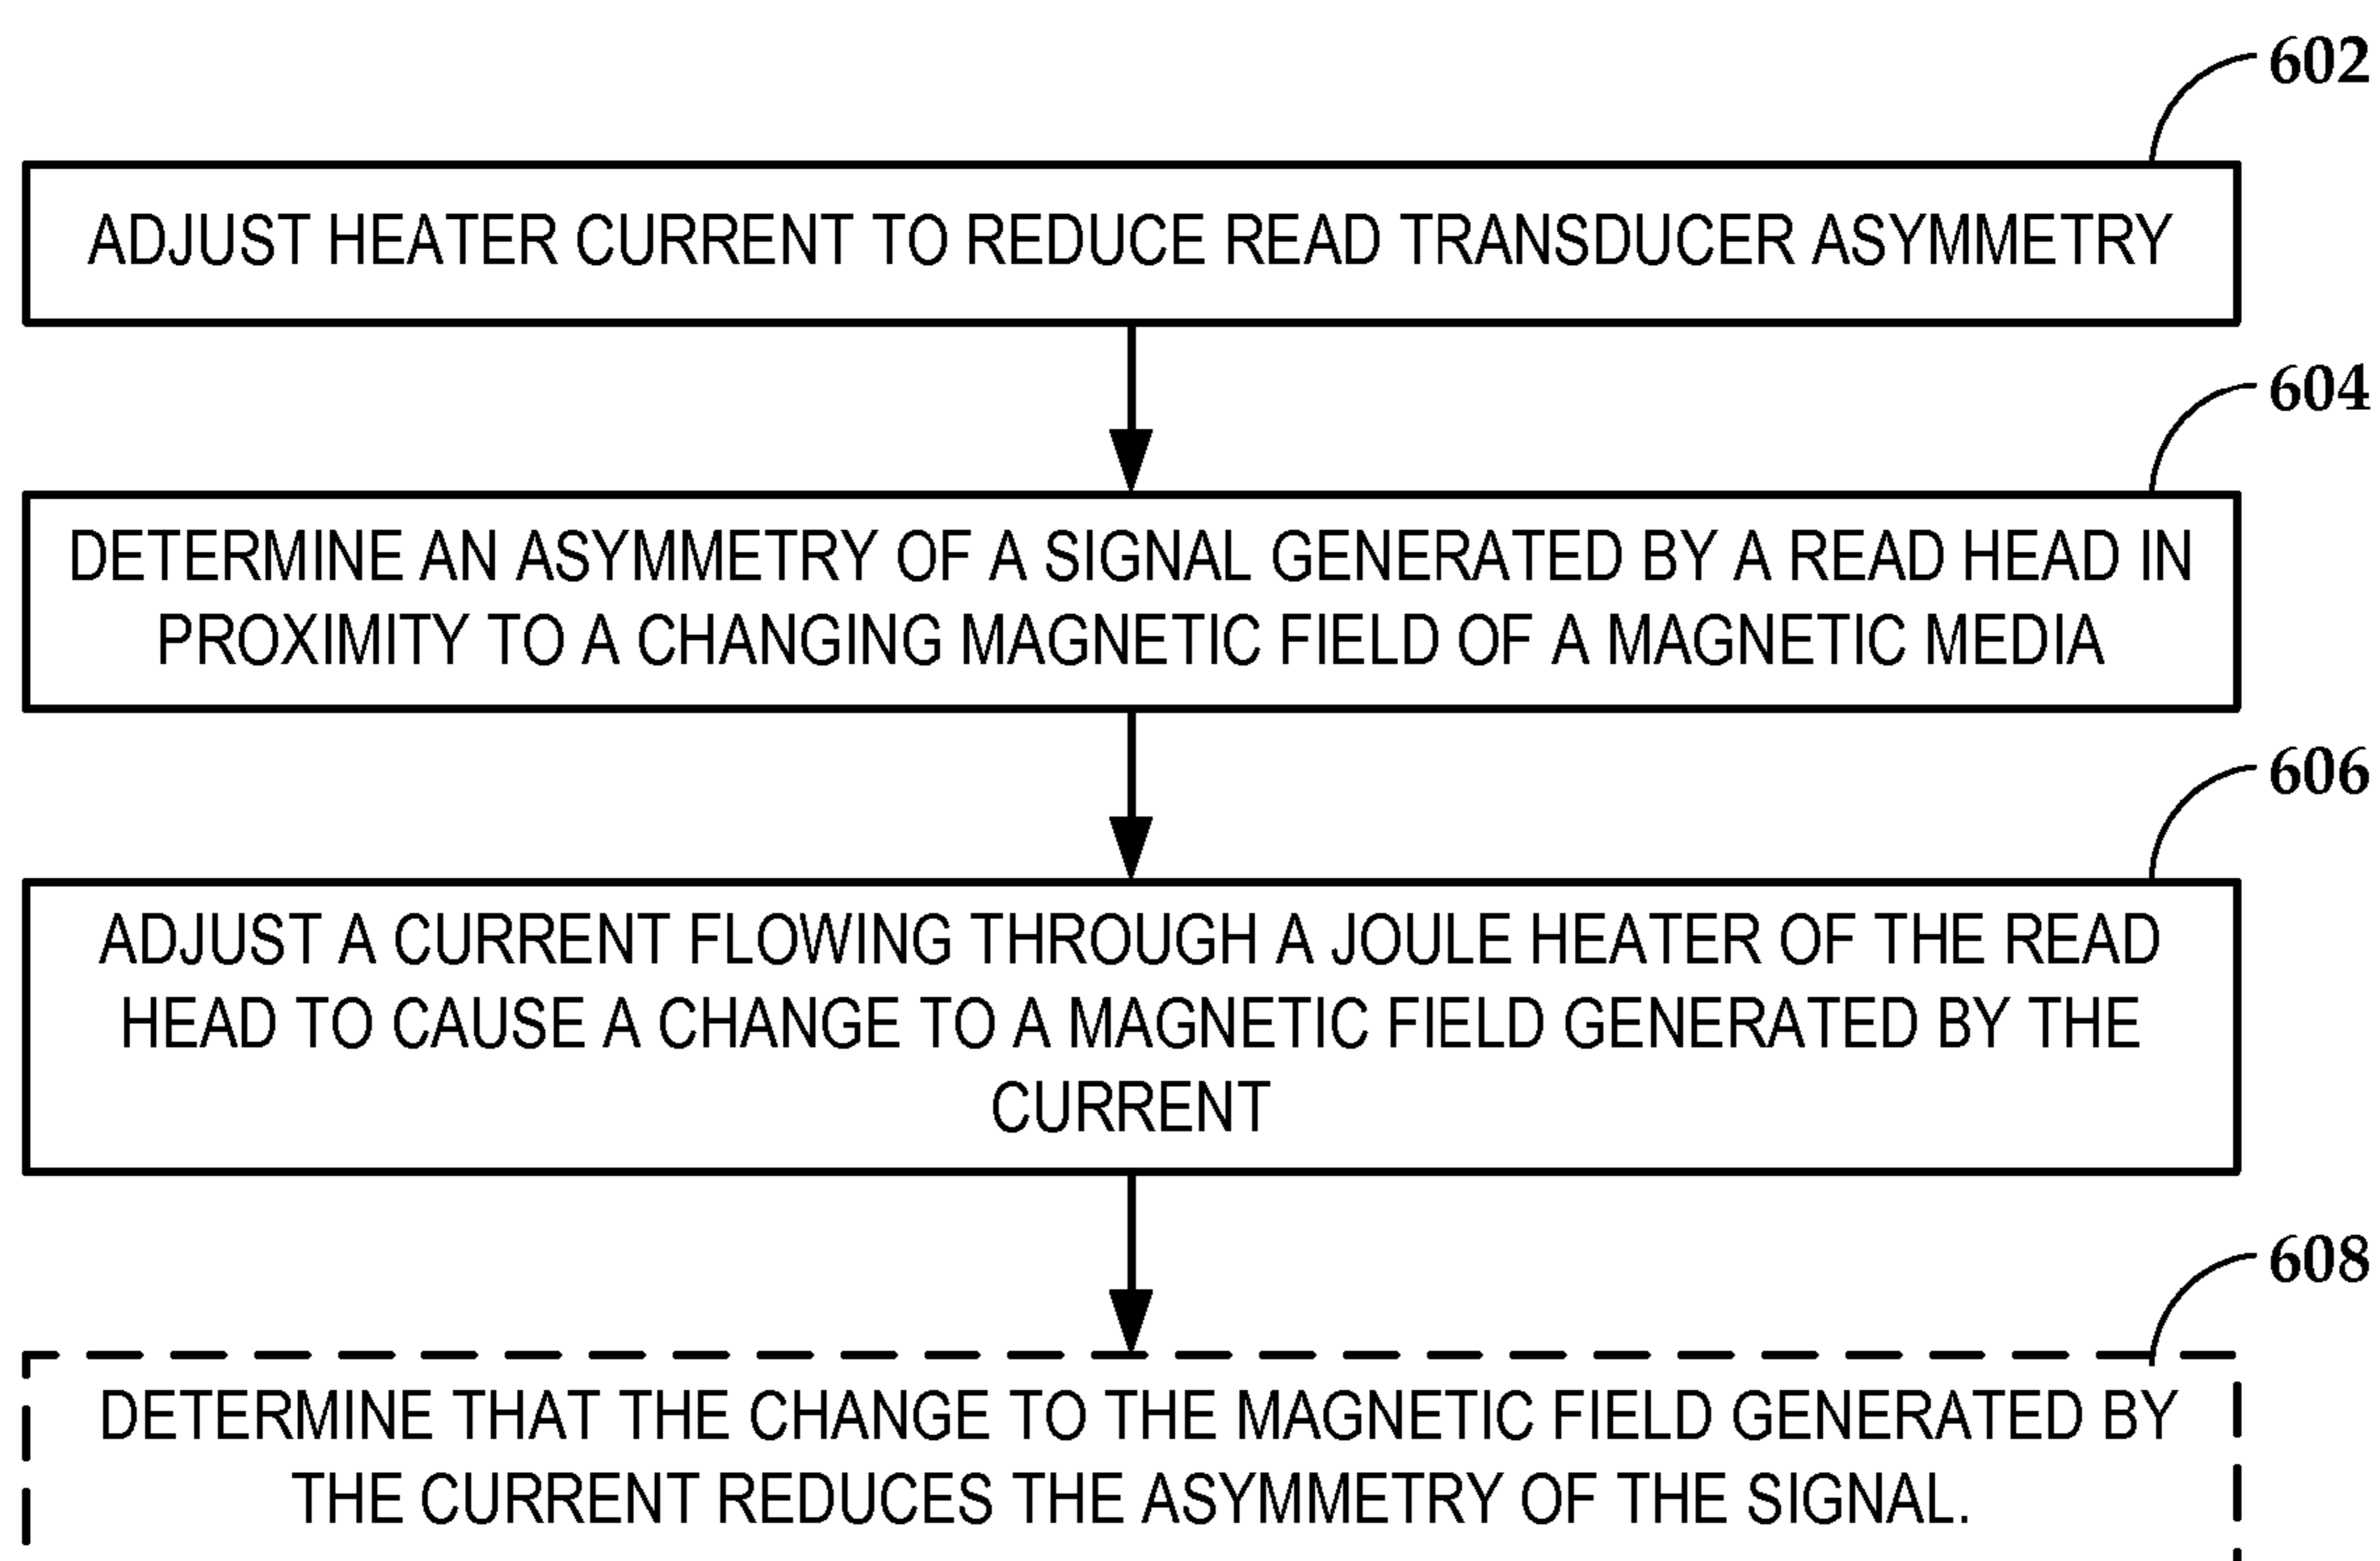 602
ADJUST HEATER CURRENT TO REDUCE READ TRANSDUCER ASYMMETRY
604
DETERMINE AN ASYMMETRY OF A SIGNAL GENERATED BY A READ HEAD IN
PROXIMITY TO A CHANGING MAGNETIC FIELD OF A MAGNETIC MEDIA
606
ADJUST A CURRENT FLOWING THROUGH A JOULE HEATER OF THE READ
HEAD TO CAUSE A CHANGE TO A MAGNETIC FIELD GENERATED BY THE
CURRENT
608
DETERMINE THAT THE CHANGE TO THE MAGNETIC FIELD GENERATED BY
THE CURRENT REDUCES THE ASYMMETRY OF THE SIGNAL.